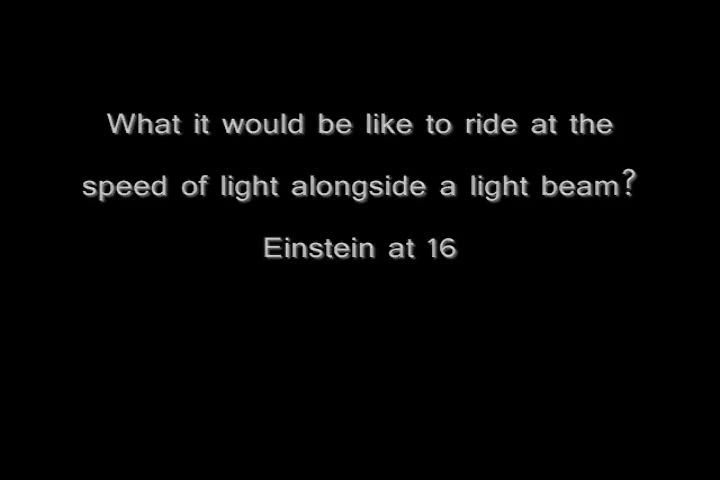 What it would be like to ride at the
speed of light alongside a light beam?
Einstein at 16